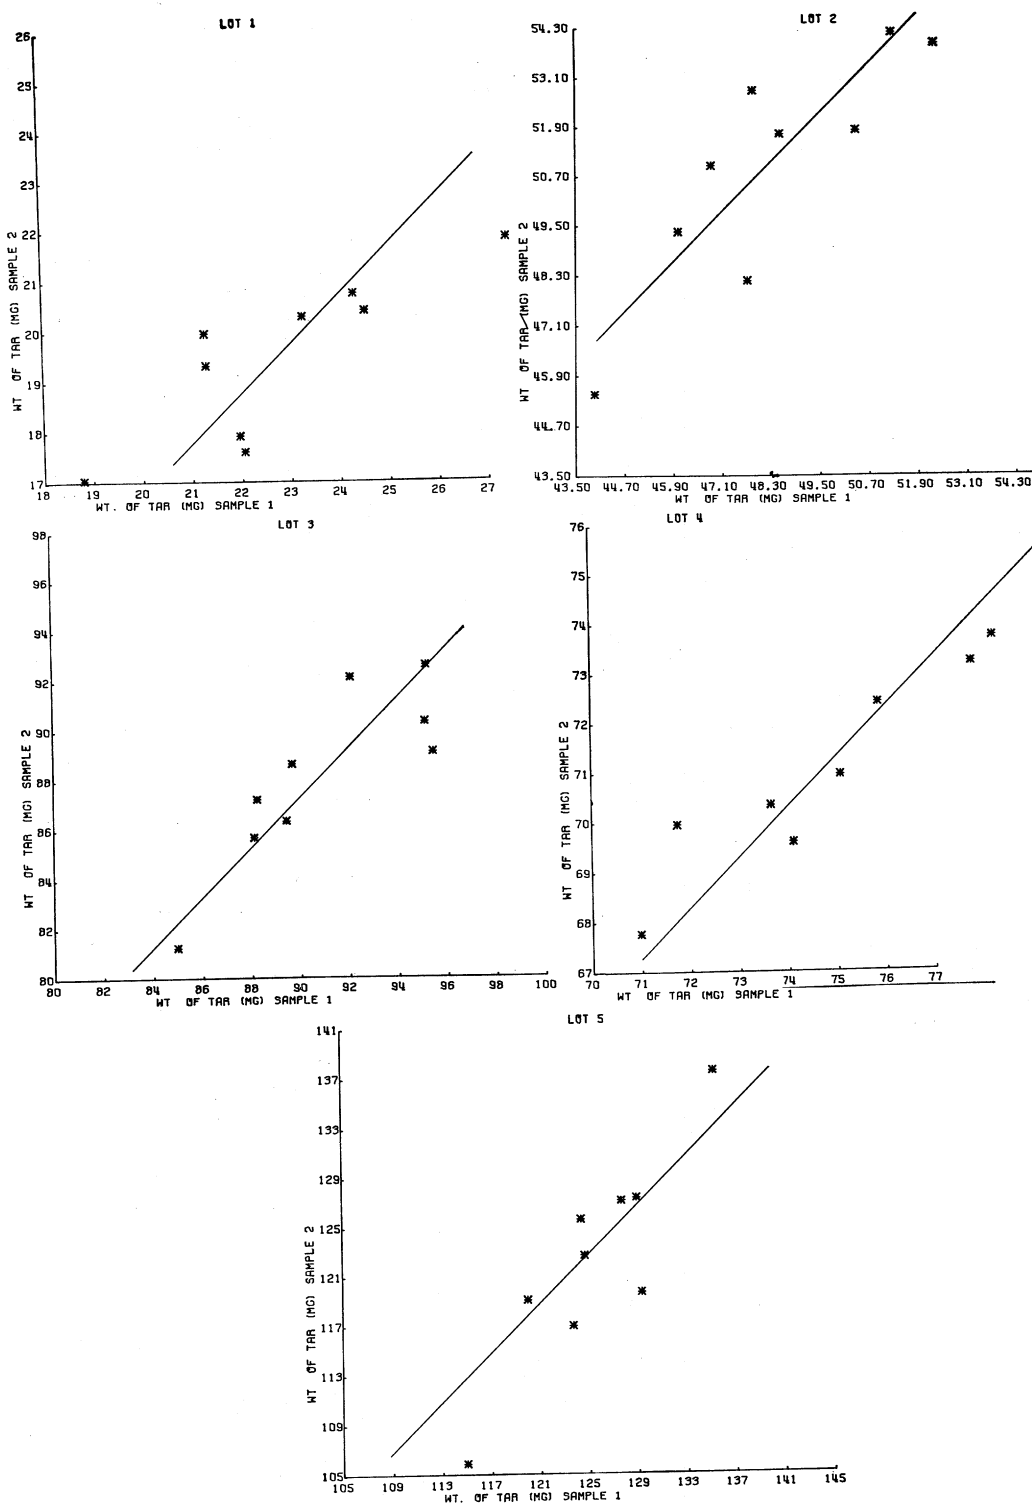 LOT 1
26
25
24
23
22
21
20
19
18
17
WT OF TAR (MG) SAMPLE 2
18 19 20 21 22 23 24 25 26 27
WT. OF TAR (MG) SAMPLE 1
LOT 2
54.30
53.10
51.90
50.70
49.50
48.30
47.10
45.90
44.70
43.50
WT OF TAR (MG) SAMPLE 2
43.50 44.70 45.90 47.10 48.30 49.50 50.70 51.90 53.10 54.30
WT OF TAR (MG) SAMPLE 1
LOT 3
98
96
94
92
90
88
86
84
82
80
WT OF TAR (MG) SAMPLE 2
80 82 84 86 88 90 92 94 96 98 100
WT OF TAR (MG) SAMPLE 1
LOT 4
76
75
74
73
72
71
70
69
68
67
WT OF TAR (MG) SAMPLE 2
70 71 72 73 74 75 76 77
WT OF TAR (MG) SAMPLE 1
LOT 5
141
137
133
129
125
121
117
113
109
105
WT OF TAR (MG) SAMPLE 2
105 109 113 117 121 125 129 133 137 141 145
WT. OF TAR (MG) SAMPLE 1